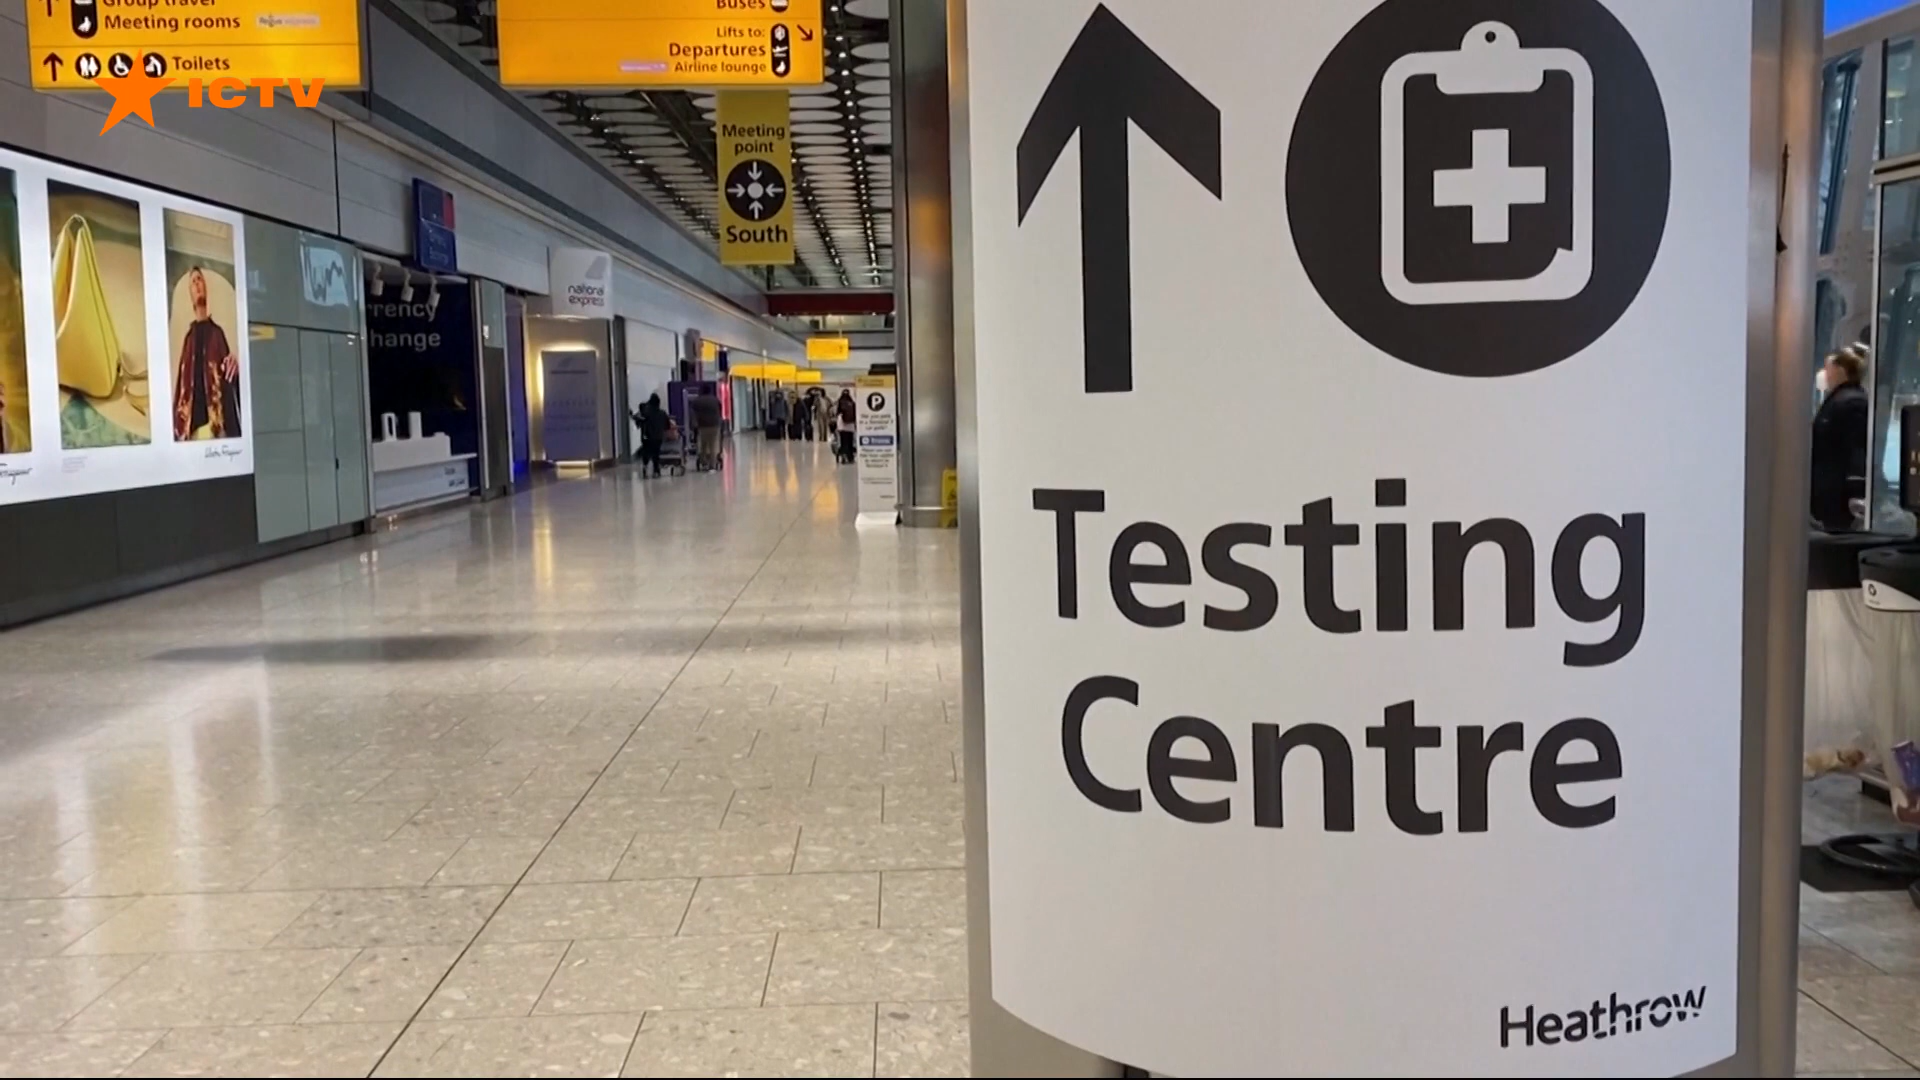 Group travel
Meeting rooms
Toilets
ICTV
Buses
Lifts to:
Departures
Airline lounge
Meeting
point
South
national
express
rrency
hange
P
Testing
Centre
Heathrow